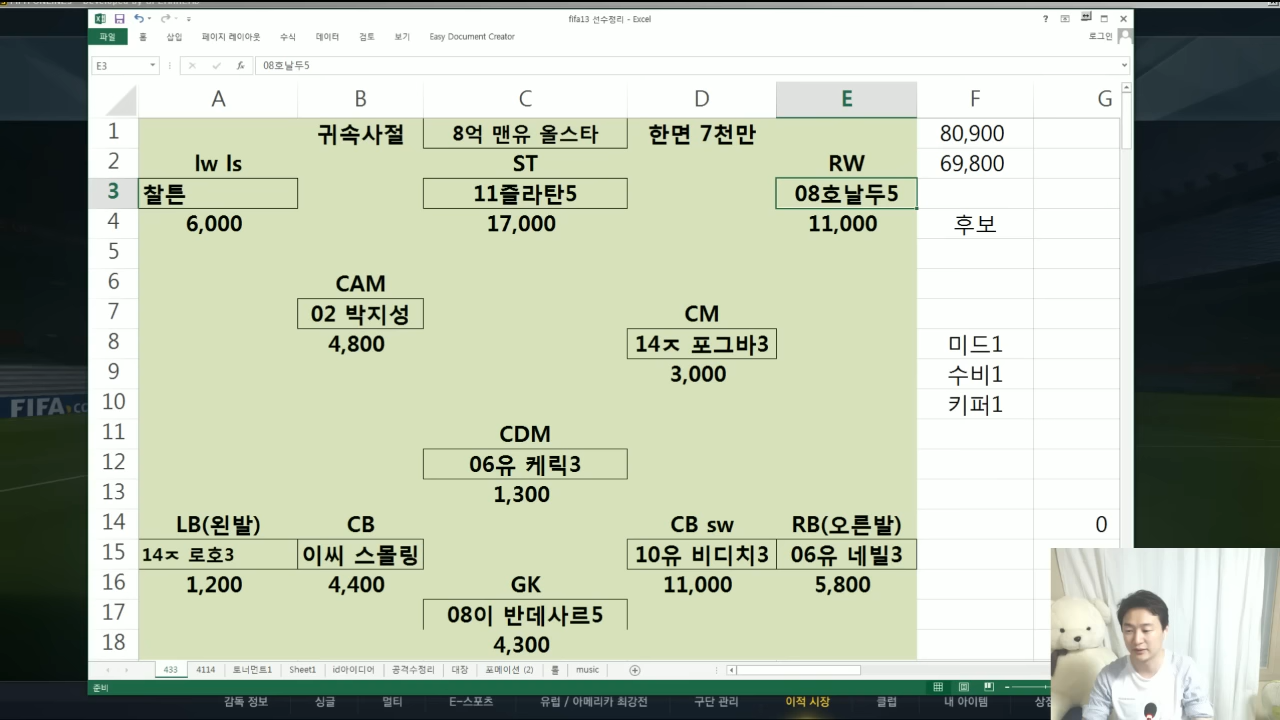 fifa13 선수정리 - Excel
파일 홈 삽입 페이지 레이아웃 수식 데이터 검토 보기 Easy Document Creator 로그인
E3 fx 08호날두5
A B C D E F G
1 귀속사절 8억 맨유 올스타 한면 7천만 80,900
2 lw ls ST RW 69,800
3 찰튼 11즐라탄5 08호날두5
4 6,000 17,000 11,000 후보
5
6 CAM
7 02 박지성 CM
8 4,800 14ㅈ 포그바3 미드1
9 3,000 수비1
10 키퍼1
11 CDM
12 06유 케릭3
13 1,300
14 LB(왼발) CB CB sw RB(오른발) 0
15 14ㅈ 로호3 이씨 스몰링 10유 비디치3 06유 네빌3
16 1,200 4,400 GK 11,000 5,800
17 08이 반데사르5
18 4,300
433 4114 토너먼트1 Sheet1 id아이디어 공격수정리 대장 포메이션 (2) 룰 music
준비
감독 정보 싱글 멀티 E-스포츠 유럽 / 아메리카 최강전 구단 관리 이적 시장 클럽 내 아이템
FIFA